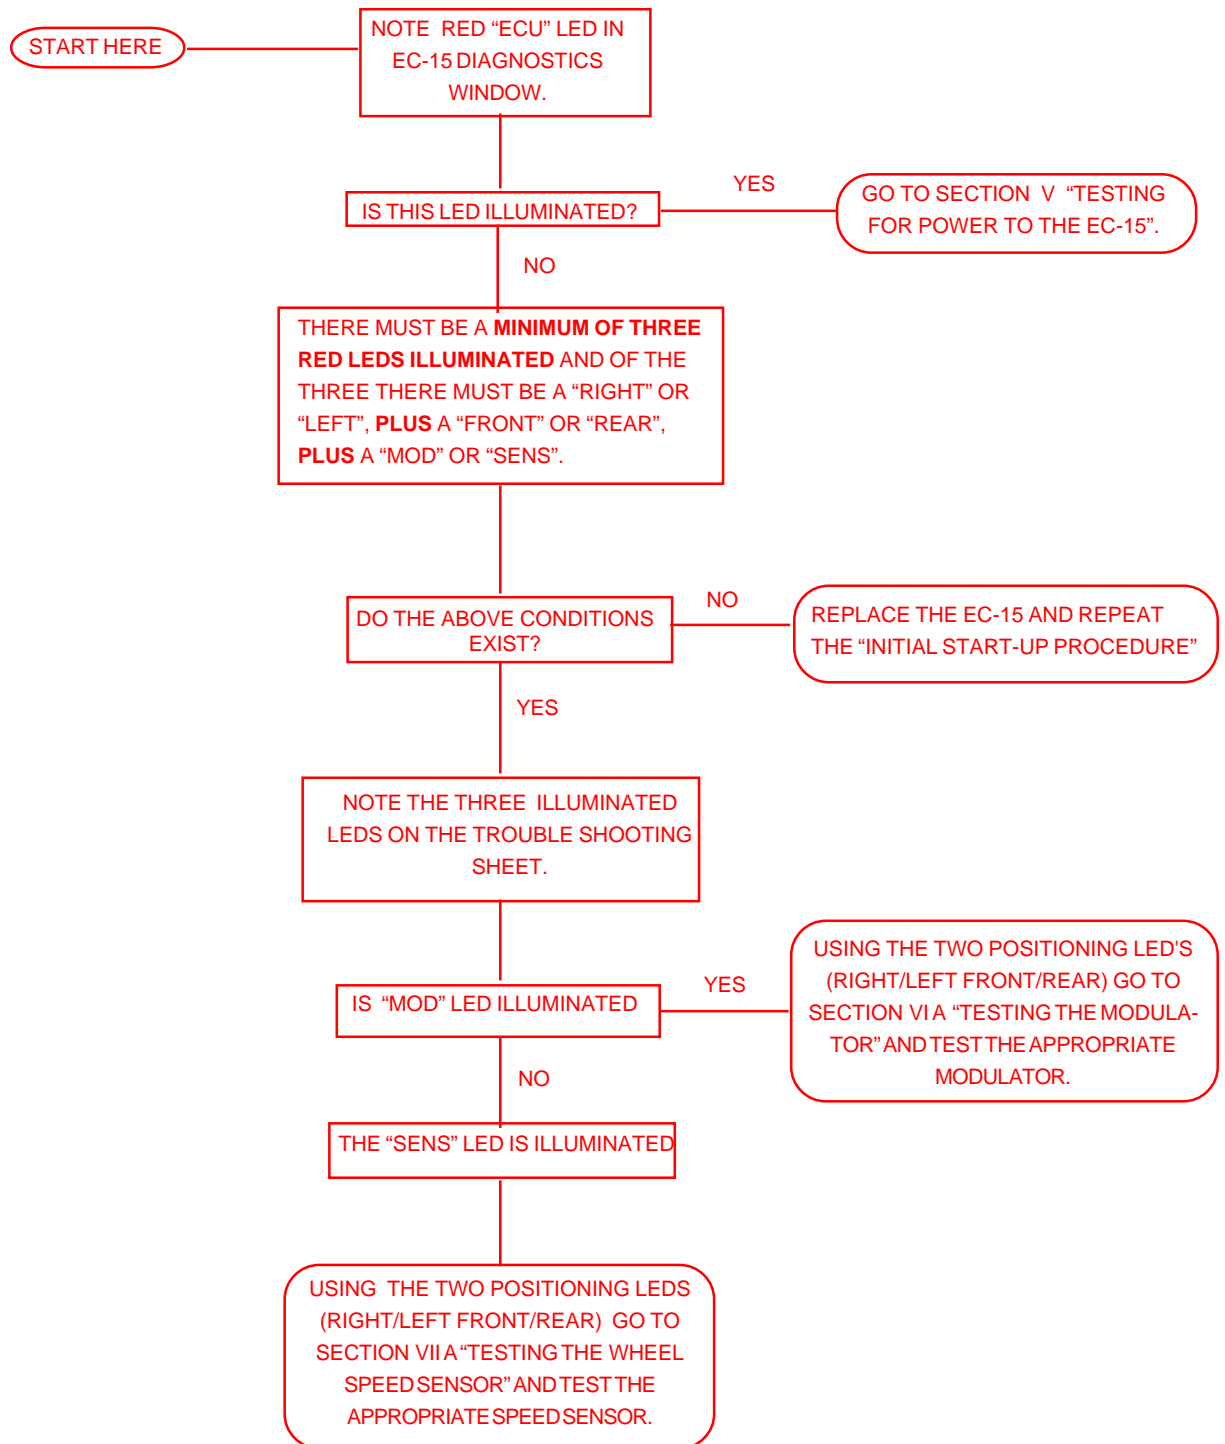 START HERE
NOTE RED “ECU” LED IN
EC-15 DIAGNOSTICS
WINDOW.
IS THIS LED ILLUMINATED?
YES
GO TO SECTION V “TESTING
FOR POWER TO THE EC-15”.
NO
THERE MUST BE A MINIMUM OF THREE
RED LEDS ILLUMINATED AND OF THE
THREE THERE MUST BE A “RIGHT” OR
“LEFT”, PLUS A “FRONT” OR “REAR”,
PLUS A “MOD” OR “SENS”.
DO THE ABOVE CONDITIONS
EXIST?
NO
REPLACE THE EC-15 AND REPEAT
THE “INITIAL START-UP PROCEDURE”
YES
NOTE THE THREE ILLUMINATED
LEDS ON THE TROUBLE SHOOTING
SHEET.
IS “MOD” LED ILLUMINATED
YES
USING THE TWO POSITIONING LED'S
(RIGHT/LEFT FRONT/REAR) GO TO
SECTION VI A “TESTING THE MODULA-
TOR” AND TEST THE APPROPRIATE
MODULATOR.
NO
THE “SENS” LED IS ILLUMINATED
USING THE TWO POSITIONING LEDS
(RIGHT/LEFT FRONT/REAR) GO TO
SECTION VII A “TESTING THE WHEEL
SPEED SENSOR” AND TEST THE
APPROPRIATE SPEED SENSOR.